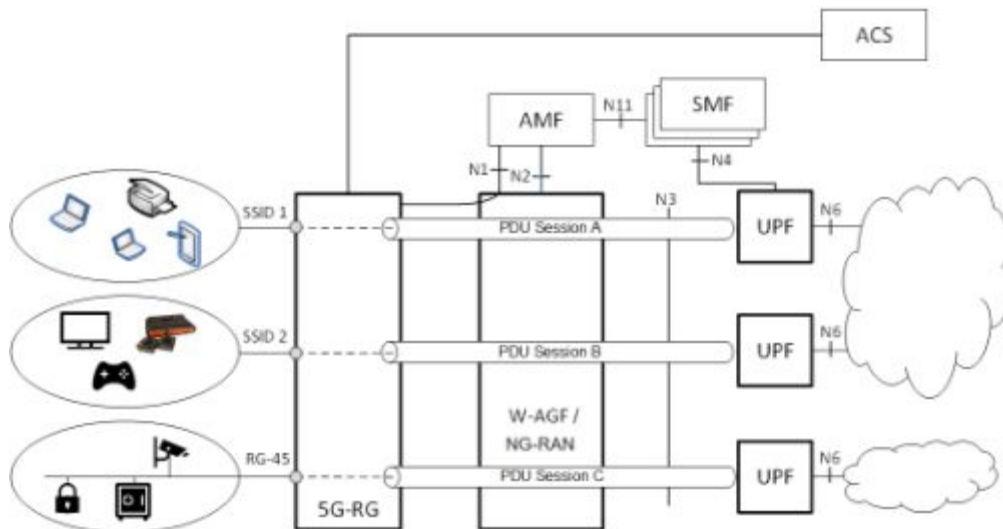 ACS
SMF
AMF
N11
N4
N1
N2
N3
SSID 1
PDU Session A
UPF
N6
SSID 2
PDU Session B
UPF
N6
W-AGF /
NG-RAN
RG-45
PDU Session C
UPF
N6
5G-RG